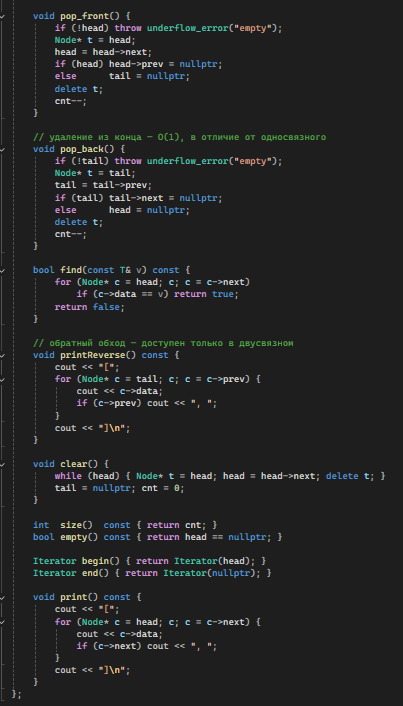 void pop_front() {
    if (!head) throw underflow_error("empty");
    Node* t = head;
    head = head->next;
    if (head) head->prev = nullptr;
    else      tail = nullptr;
    delete t;
    cnt--;
}

// удаление из конца — O(1), в отличие от односвязного
void pop_back() {
    if (!tail) throw underflow_error("empty");
    Node* t = tail;
    tail = tail->prev;
    if (tail) tail->next = nullptr;
    else      head = nullptr;
    delete t;
    cnt--;
}

bool find(const T& v) const {
    for (Node* c = head; c; c = c->next)
        if (c->data == v) return true;
    return false;
}

// обратный обход — доступен только в двусвязном
void printReverse() const {
    cout << "[";
    for (Node* c = tail; c; c = c->prev) {
        cout << c->data;
        if (c->prev) cout << ", ";
    }
    cout << "]\n";
}

void clear() {
    while (head) { Node* t = head; head = head->next; delete t; }
    tail = nullptr; cnt = 0;
}

int  size()  const { return cnt; }
bool empty() const { return head == nullptr; }

Iterator begin() { return Iterator(head); }
Iterator end() { return Iterator(nullptr); }

void print() const {
    cout << "[";
    for (Node* c = head; c; c = c->next) {
        cout << c->data;
        if (c->next) cout << ", ";
    }
    cout << "]\n";
}
};